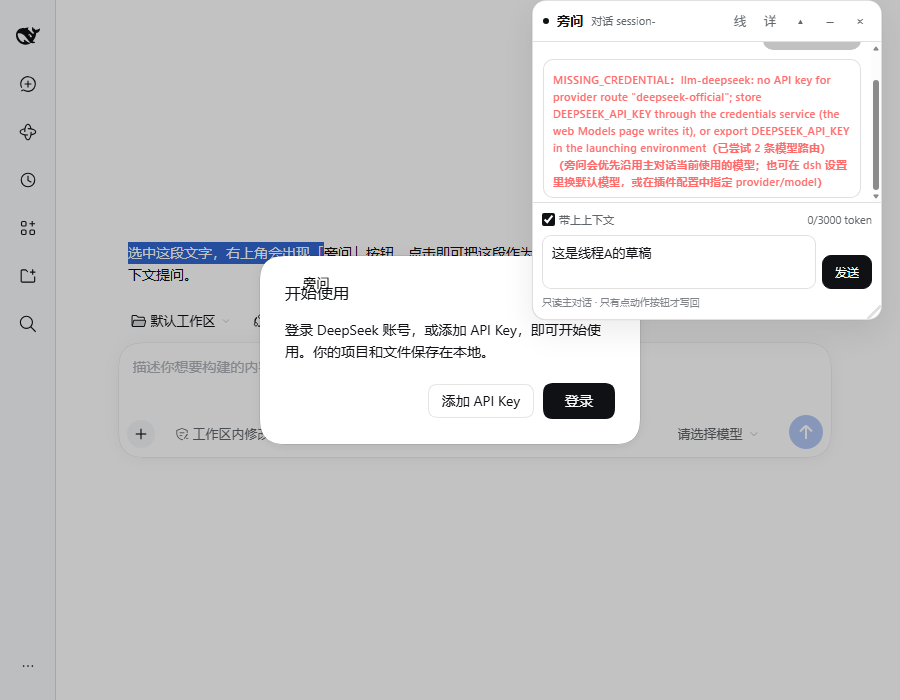 旁问 对话 session- 线 详
MISSING_CREDENTIAL: llm-deepseek: no API key for
provider route "deepseek-official"; store
DEEPSEEK_API_KEY through the credentials service (the
web Models page writes it), or export DEEPSEEK_API_KEY
in the launching environment（已尝试 2 条模型路由）
（旁问会优先沿用主对话当前使用的模型；也可在 dsh 设置
里换默认模型，或在插件配置中指定 provider/model）
带上上下文 0/3000 token
这是线程A的草稿
发送
只读主对话 · 只有点动作按钮才写回
选中这段文字，右上角会出现「旁问」按钮，点击即可把这段作为
下文提问。
旁问
开始使用
登录 DeepSeek 账号，或添加 API Key，即可开始使
用。你的项目和文件保存在本地。
添加 API Key 登录
默认工作区
描述你想要构建的内
工作区内修改
请选择模型